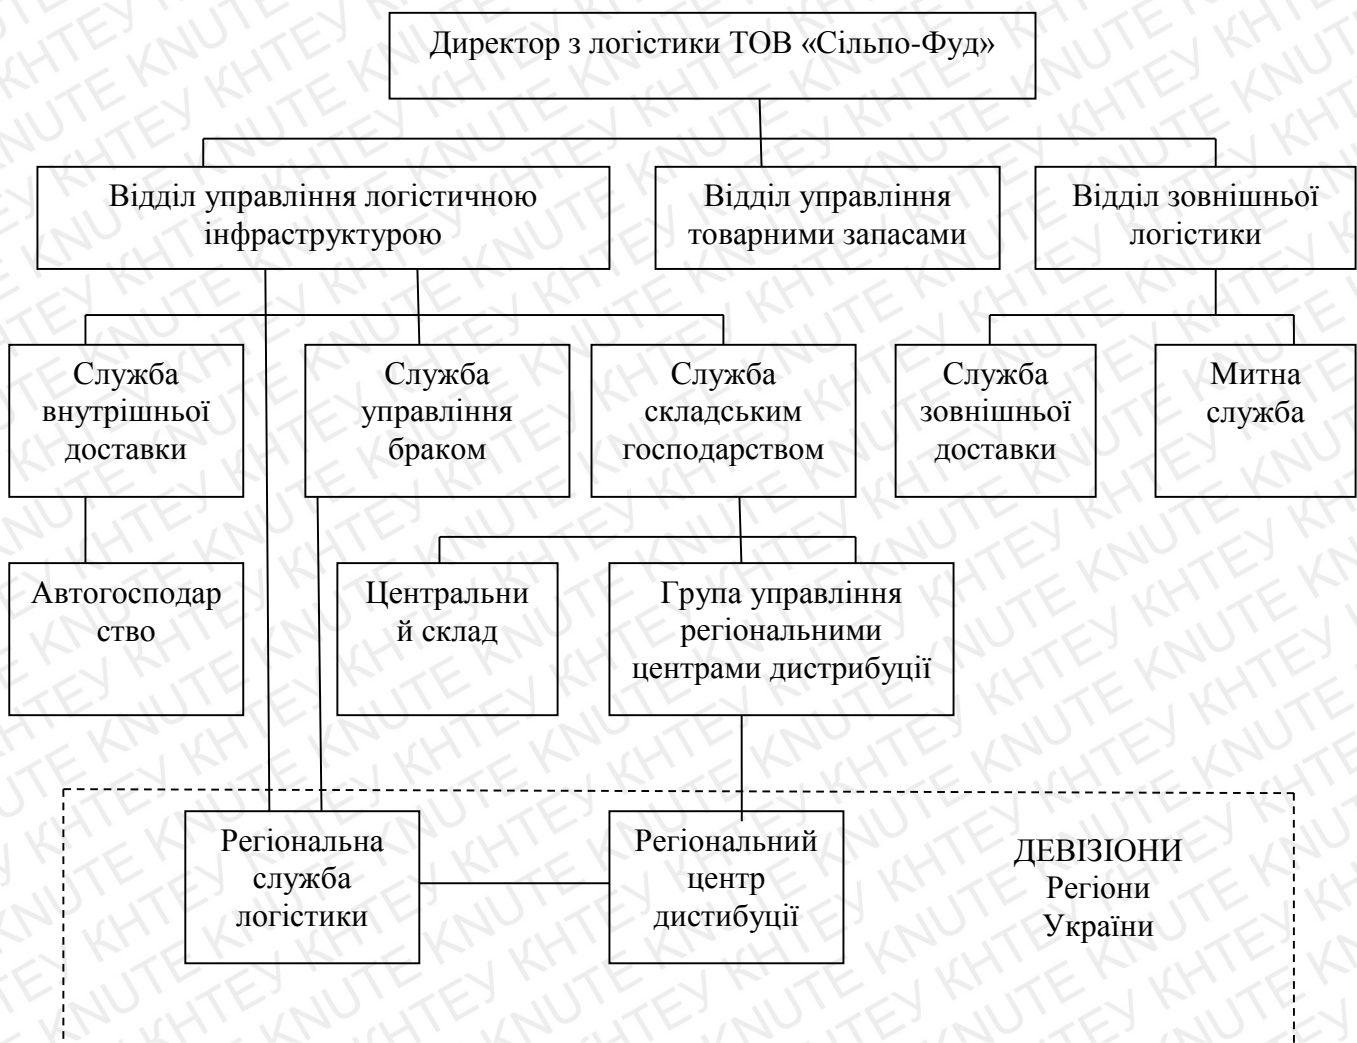 Директор з логістики ТОВ «Сільпо-Фуд»
Відділ управління логістичною
інфраструктурою
Відділ управління
товарними запасами
Відділ зовнішньої
логістики
Служба
внутрішньої
доставки
Служба
управління
браком
Служба
складським
господарством
Служба
зовнішньої
доставки
Митна
служба
Автогосподар
ство
Центральни
й склад
Група управління
регіональними
центрами дистрибуції
Регіональна
служба
логістики
Регіональний
центр
дистибуції
ДЕВІЗІОНИ
Регіони
України